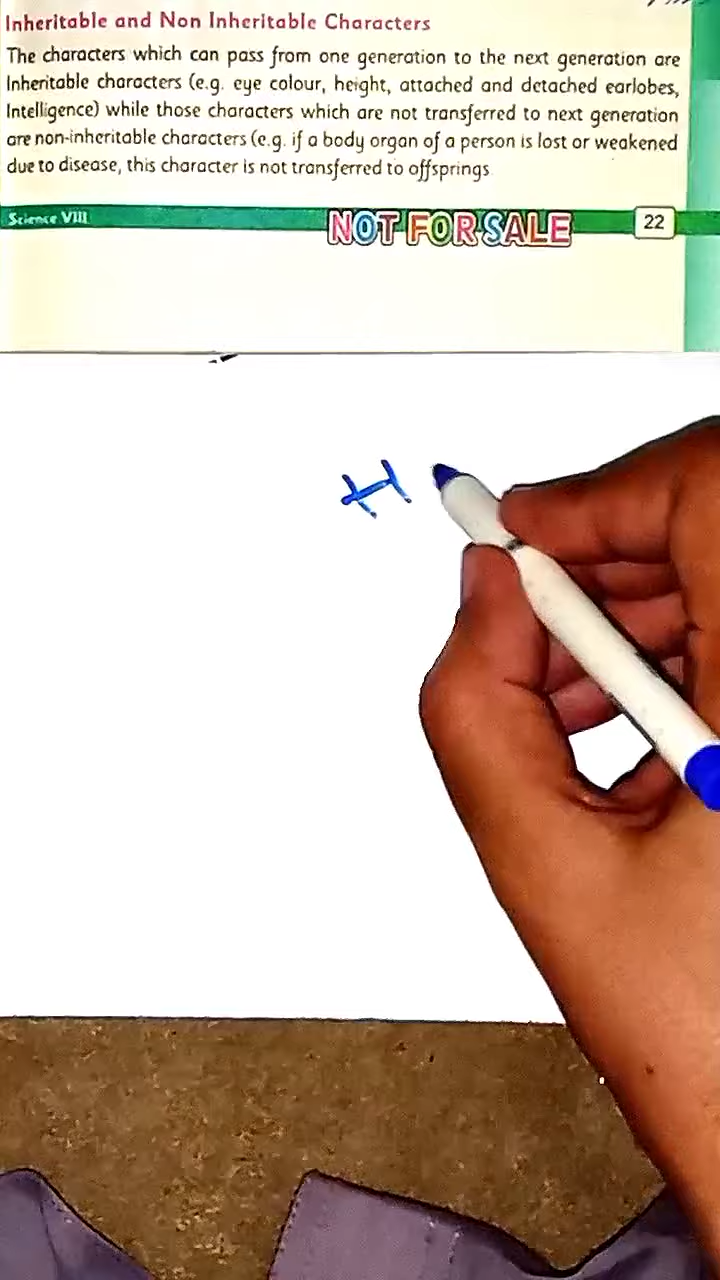 Inheritable and Non Inheritable Characters
The characters which can pass from one generation to the next generation are
Inheritable characters (e.g. eye colour, height, attached and detached earlobes,
Intelligence) while those characters which are not transferred to next generation
are non-inheritable characters (e.g. if a body organ of a person is lost or weakened
due to disease, this character is not transferred to offsprings
Science VIII
NOT FOR SALE
22
H